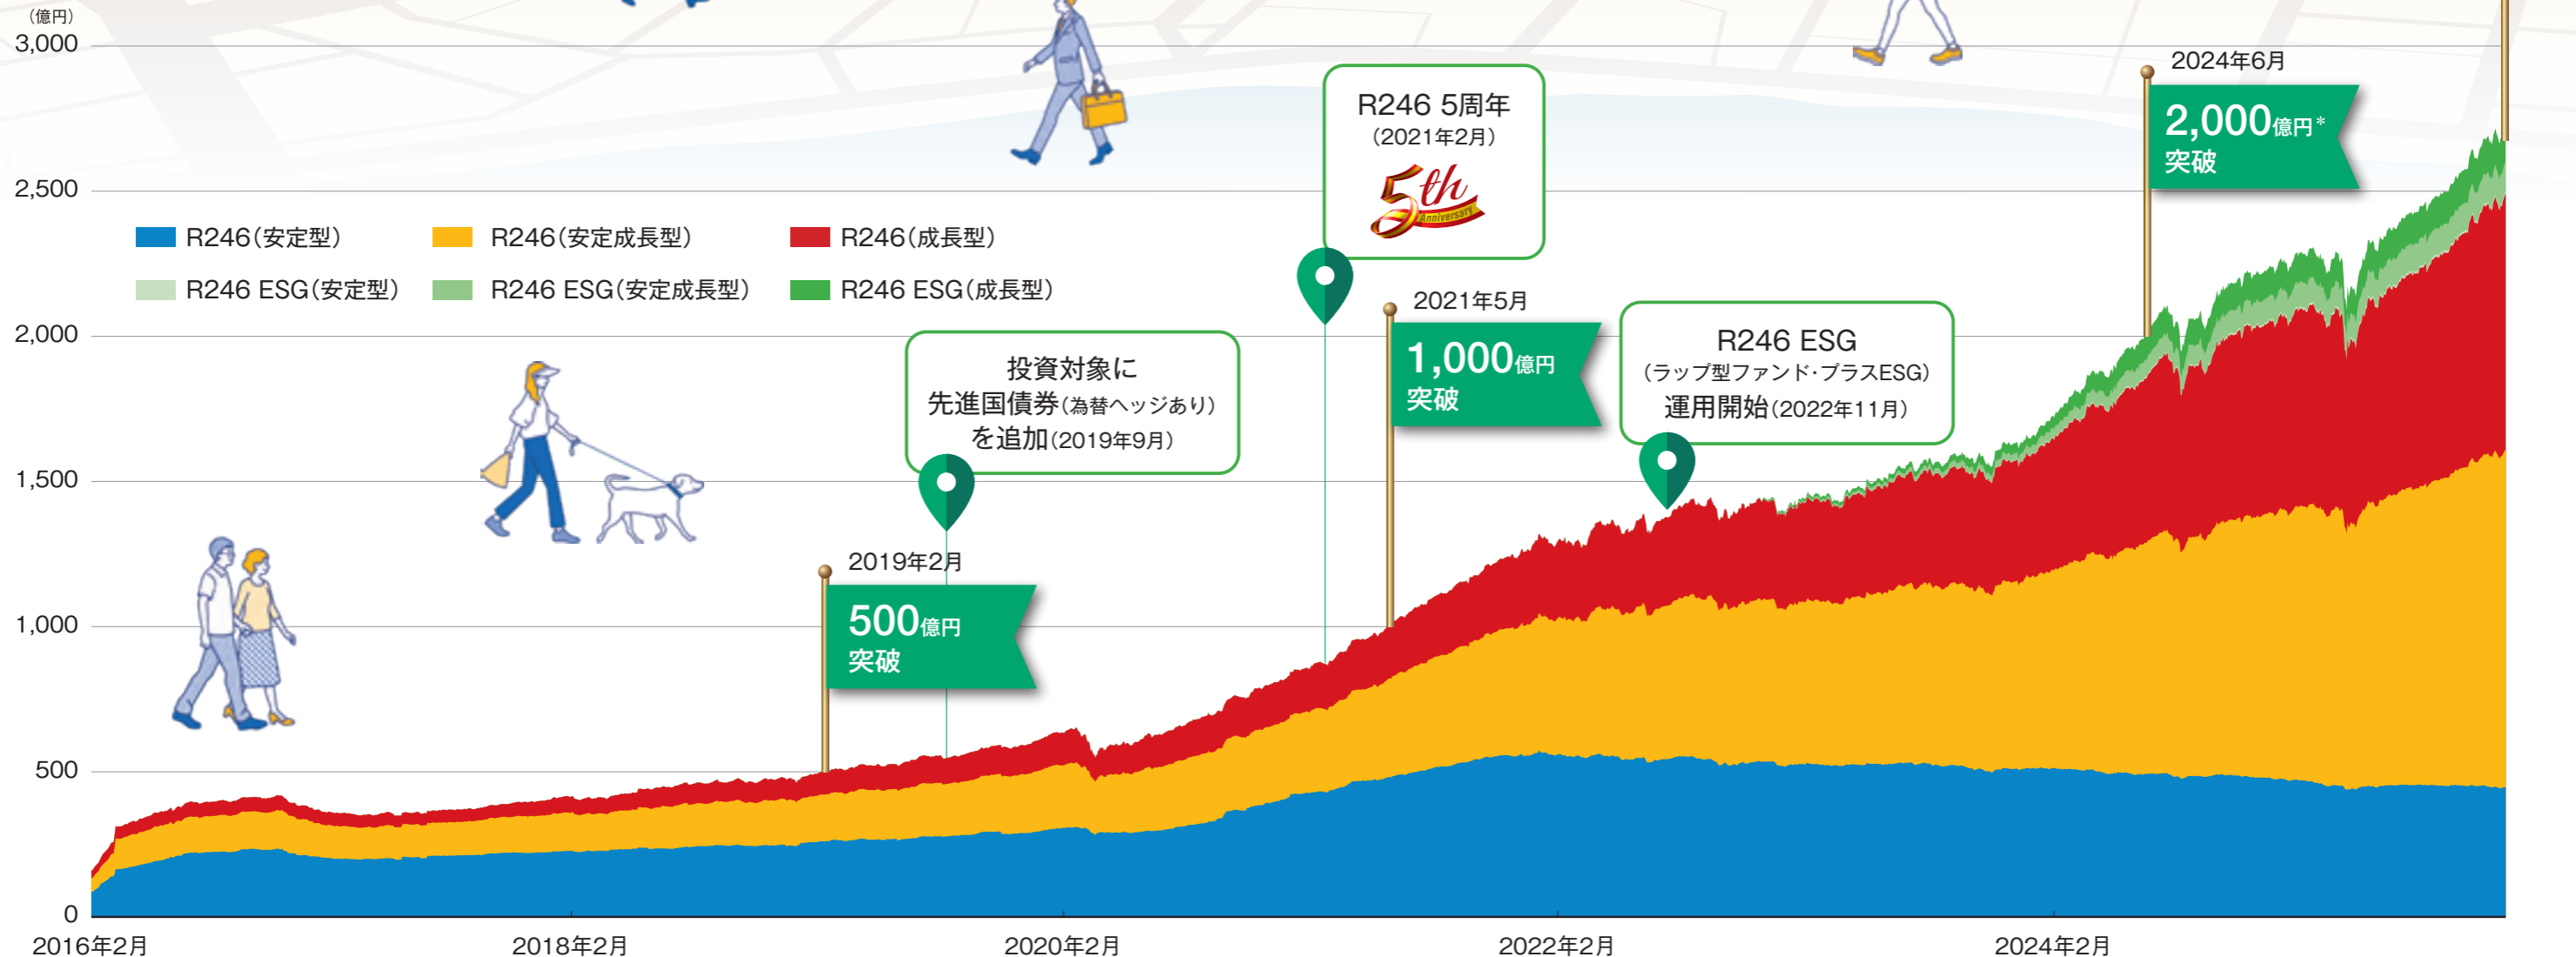 （億円）
3,000
2,500
2,000
1,500
1,000
500
0
R246（安定型）
R246（安定成長型）
R246（成長型）
R246 ESG（安定型）
R246 ESG（安定成長型）
R246 ESG（成長型）
2019年2月
500億円
突破
投資対象に
先進国債券（為替ヘッジあり）
を追加（2019年9月）
R246 5周年
（2021年2月）
5th
Anniversary
2021年5月
1,000億円
突破
R246 ESG
（ラップ型ファンド･プラスESG）
運用開始（2022年11月）
2024年6月
2,000億円＊
突破
2016年2月
2018年2月
2020年2月
2022年2月
2024年2月